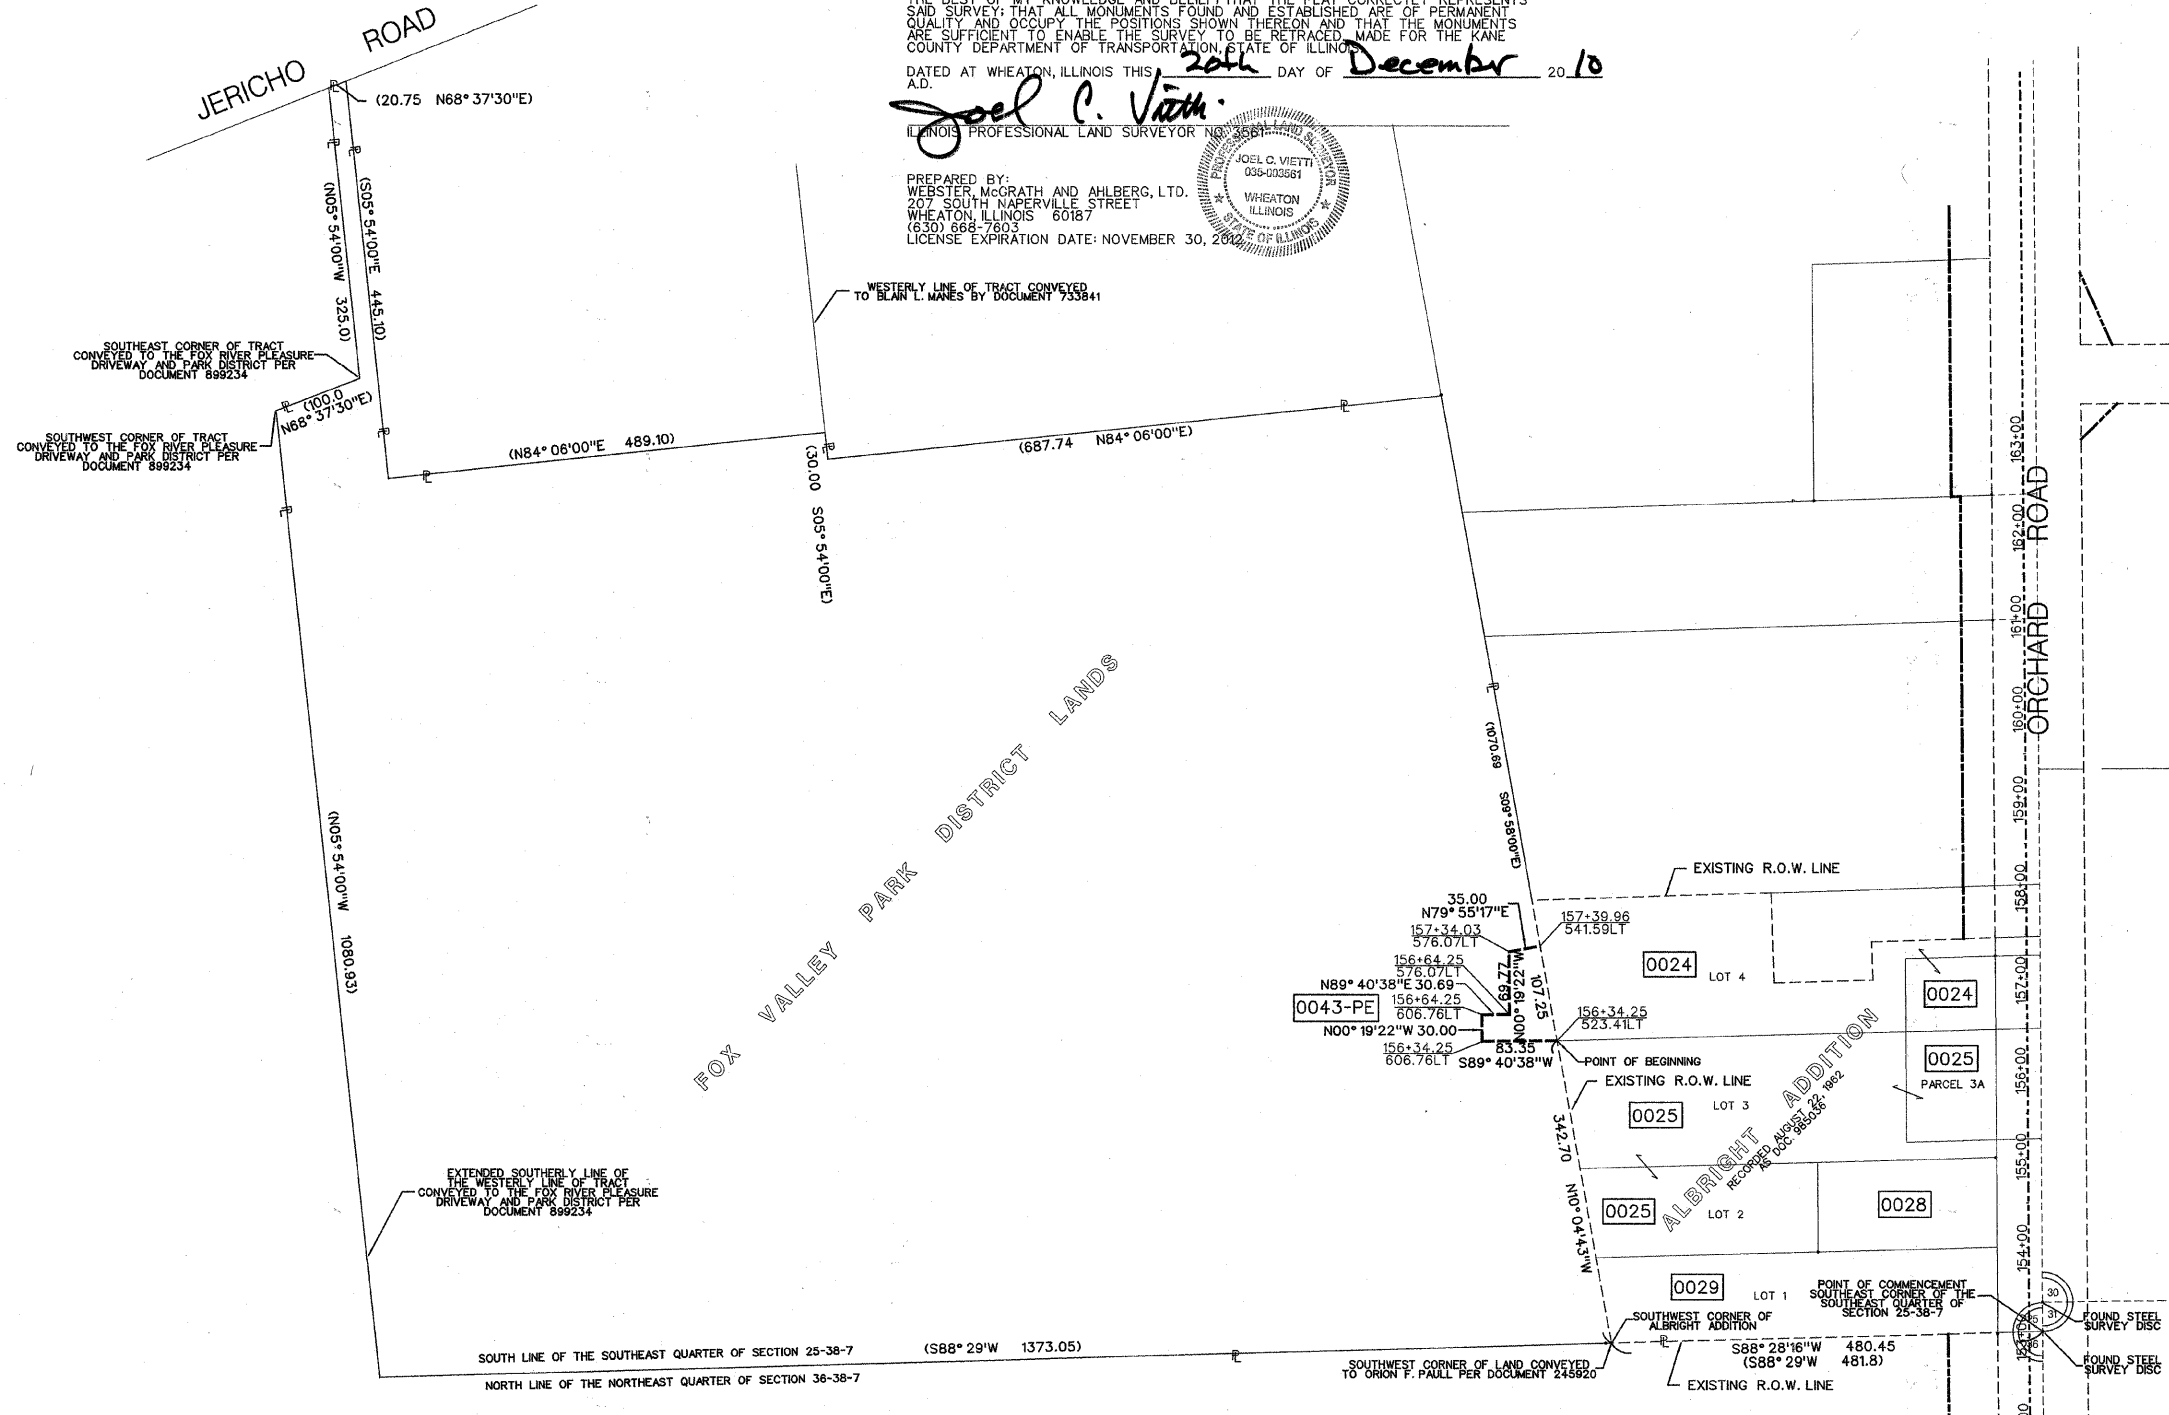 SAID SURVEY; THAT ALL MONUMENTS FOUND AND ESTABLISHED ARE OF PERMANENT
QUALITY AND OCCUPY THE POSITIONS SHOWN THEREON AND THAT THE MONUMENTS
ARE SUFFICIENT TO ENABLE THE SURVEY TO BE RETRACED. MADE FOR THE KANE
COUNTY DEPARTMENT OF TRANSPORTATION, STATE OF ILLINOIS.
DATED AT WHEATON, ILLINOIS THIS 20th DAY OF December 20 10
A.D.
Joel C. Vietti
ILLINOIS PROFESSIONAL LAND SURVEYOR NO. 3561
PROFESSIONAL LAND SURVEYOR
JOEL C. VIETTI
035-003561
WHEATON
ILLINOIS
STATE OF ILLINOIS
PREPARED BY:
WEBSTER, McGRATH AND AHLBERG, LTD.
207 SOUTH NAPERVILLE STREET
WHEATON, ILLINOIS 60187
(630) 668-7603
LICENSE EXPIRATION DATE: NOVEMBER 30, 2012
JERICHO ROAD
(20.75 N68°37'30"E)
(N05°54'00"W 325.0)
(S05°54'00"E 445.10)
SOUTHEAST CORNER OF TRACT
CONVEYED TO THE FOX RIVER PLEASURE
DRIVEWAY AND PARK DISTRICT PER
DOCUMENT 899234
(100.0
N68°37'30"E)
SOUTHWEST CORNER OF TRACT
CONVEYED TO THE FOX RIVER PLEASURE
DRIVEWAY AND PARK DISTRICT PER
DOCUMENT 899234
WESTERLY LINE OF TRACT CONVEYED
TO BLAIN L. MANES BY DOCUMENT 733841
(N84°06'00"E 489.10)
(30.00 S05°54'00"E)
(687.74 N84°06'00"E)
(1070.69 S09°58'00"E)
(N05°54'00"W 1080.93)
FOX VALLEY PARK DISTRICT LANDS
ORCHARD ROAD
163+00
162+00
161+00
160+00
159+00
158+00
157+00
156+00
155+00
154+00
EXISTING R.O.W. LINE
35.00
N79°55'17"E
157+39.96
541.59LT
157+34.03
576.07LT
156+64.25
576.07LT
N89°40'38"E 30.69
0043-PE
156+64.25
606.76LT
N00°19'22"W 30.00
156+34.25
606.76LT
69.77
N00°19'22"W
107.25
83.35
S89°40'38"W
156+34.25
523.41LT
POINT OF BEGINNING
EXISTING R.O.W. LINE
0024
LOT 4
0024
0025
PARCEL 3A
0025
LOT 3
ALBRIGHT ADDITION
RECORDED AUGUST 22, 1962
AS DOC. 985036
342.70 N10°04'43"W
0025
LOT 2
0028
0029
LOT 1
POINT OF COMMENCEMENT
SOUTHEAST CORNER OF THE
SOUTHEAST QUARTER OF
SECTION 25-38-7
30
31
FOUND STEEL
SURVEY DISC
FOUND STEEL
SURVEY DISC
SOUTHWEST CORNER OF
ALBRIGHT ADDITION
S88°28'16"W 480.45
(S88°29'W 481.8)
EXISTING R.O.W. LINE
SOUTHWEST CORNER OF LAND CONVEYED
TO ORION F. PAULL PER DOCUMENT 245920
EXTENDED SOUTHERLY LINE OF
THE WESTERLY LINE OF TRACT
CONVEYED TO THE FOX RIVER PLEASURE
DRIVEWAY AND PARK DISTRICT PER
DOCUMENT 899234
SOUTH LINE OF THE SOUTHEAST QUARTER OF SECTION 25-38-7
(S88°29'W 1373.05)
NORTH LINE OF THE NORTHEAST QUARTER OF SECTION 36-38-7